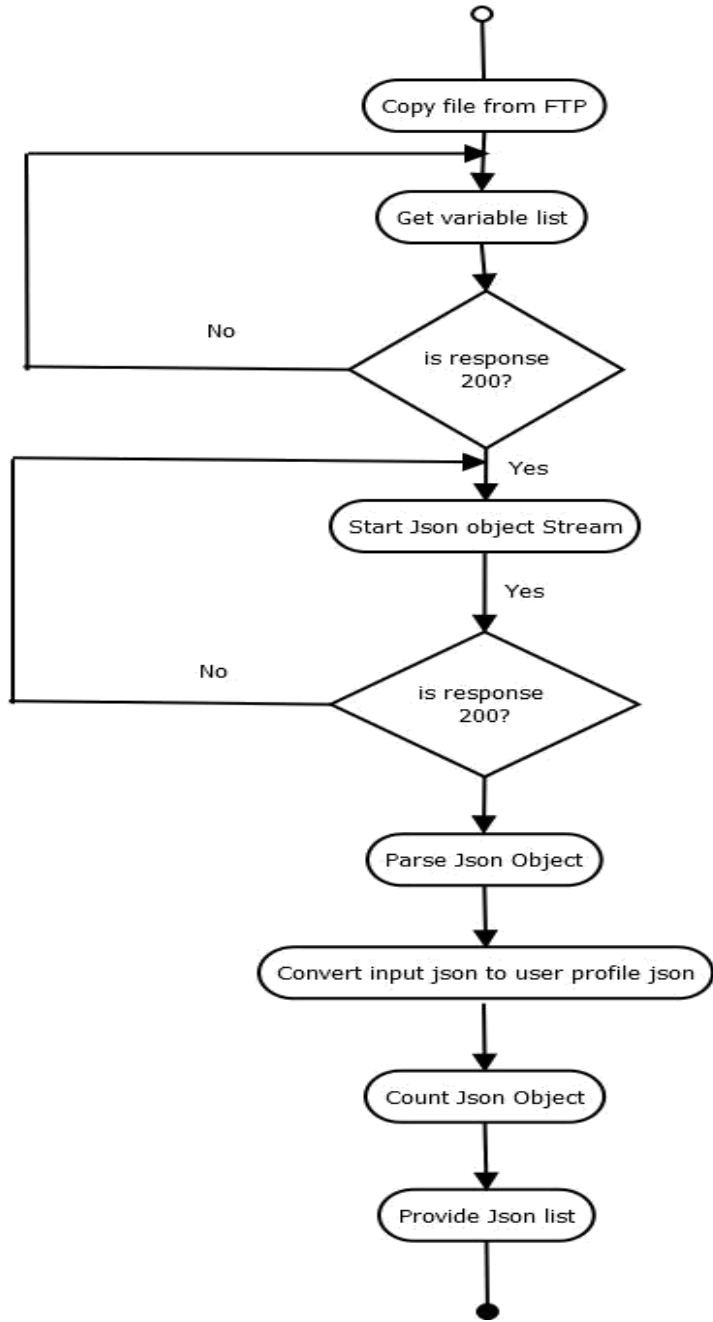 Copy file from FTP
Get variable list
No
is response
200?
Yes
Start Json object Stream
Yes
No
is response
200?
Parse Json Object
Convert input json to user profile json
Count Json Object
Provide Json list